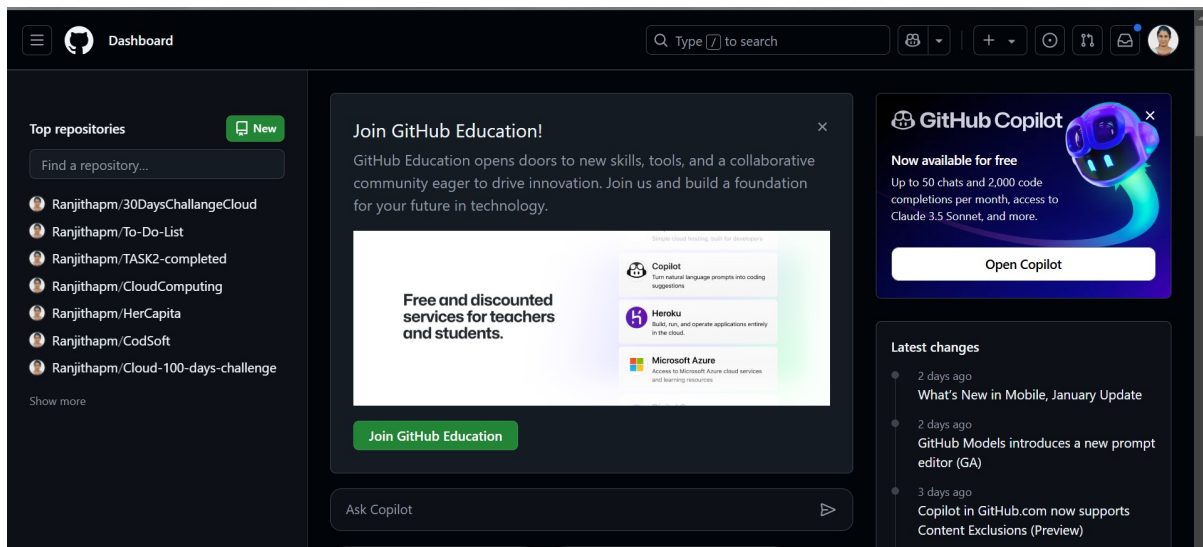 Dashboard
Type / to search
Top repositories
New
Find a repository...
Ranjithapm/30DaysChallangeCloud
Ranjithapm/To-Do-List
Ranjithapm/TASK2-completed
Ranjithapm/CloudComputing
Ranjithapm/HerCapita
Ranjithapm/CodSoft
Ranjithapm/Cloud-100-days-challenge
Show more
Join GitHub Education!
GitHub Education opens doors to new skills, tools, and a collaborative
community eager to drive innovation. Join us and build a foundation
for your future in technology.
Free and discounted
services for teachers
and students.
Simple cloud hosting, built for developers
Copilot
Turn natural language prompts into coding
suggestions
Heroku
Build, run, and operate applications entirely
in the cloud.
Microsoft Azure
Access to Microsoft Azure cloud services
and learning resources
Join GitHub Education
Ask Copilot
GitHub Copilot
Now available for free
Up to 50 chats and 2,000 code
completions per month, access to
Claude 3.5 Sonnet, and more.
Open Copilot
Latest changes
2 days ago
What's New in Mobile, January Update
2 days ago
GitHub Models introduces a new prompt
editor (GA)
3 days ago
Copilot in GitHub.com now supports
Content Exclusions (Preview)